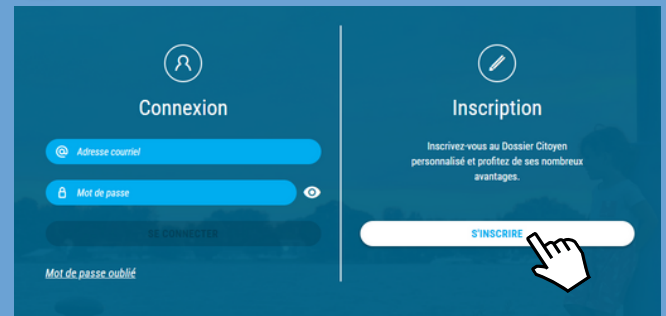 Connexion
@ Adresse courriel
Mot de passe
SE CONNECTER
Mot de passe oublié
Inscription
Inscrivez-vous au Dossier Citoyen
personnalisé et profitez de ses nombreux
avantages.
S'INSCRIRE